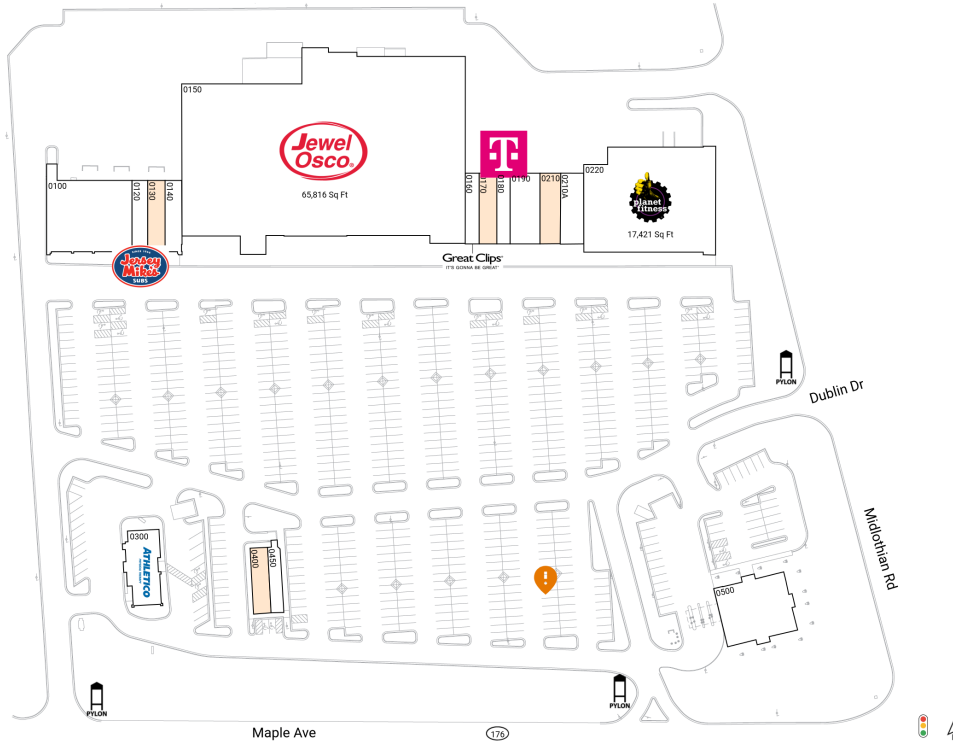 0150
Jewel
Osco®
65,816 Sq Ft
T
0100
0120
0130
0140
0160
0170
0180
0190
0210
0210A
0220
planet
fitness
17,421 Sq Ft
SINCE 1956
Jersey
Mike's
SUBS
Great Clips®
IT'S GONNA BE GREAT®
PYLON
Dublin Dr
Midlothian Rd
0300
ATHLETICO
0400
0450
0500
PYLON
PYLON
Maple Ave
176